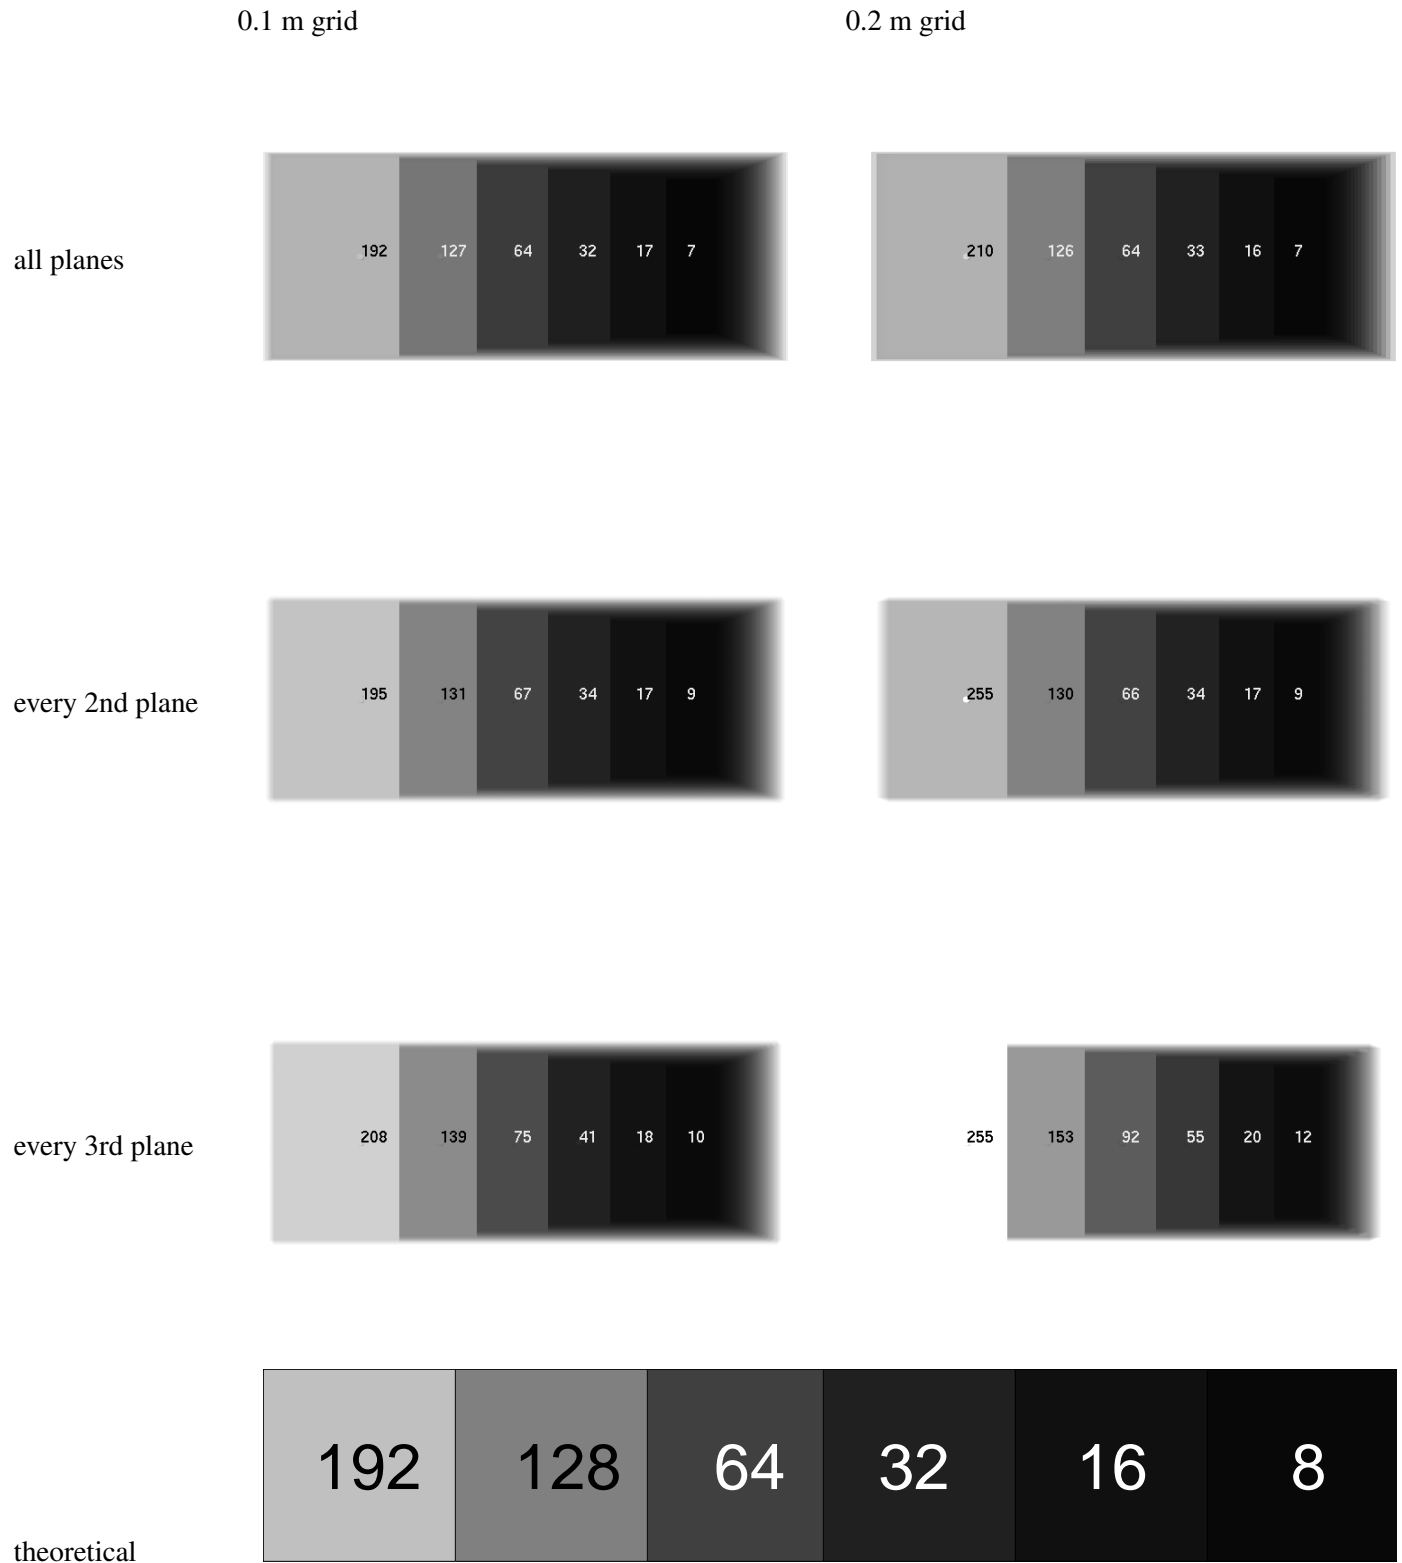 0.1 m grid 0.2 m grid
all planes 192 127 64 32 17 7 210 126 64 33 16 7
every 2nd plane 195 131 67 34 17 9 255 130 66 34 17 9
every 3rd plane 208 139 75 41 18 10 255 153 92 55 20 12
192 128 64 32 16 8
theoretical